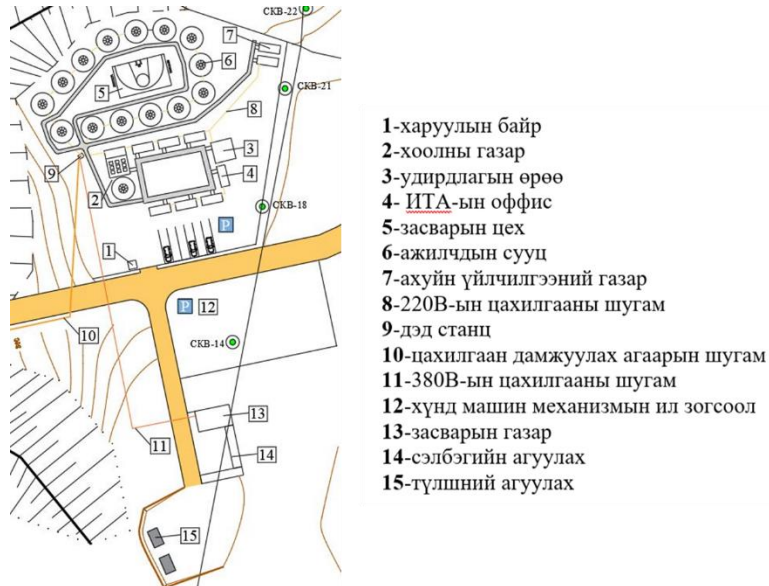 СКВ-22
7
6
5
СКВ-21
8
3
9
4
2
СКВ-18
P
1
P 12
10
СКВ-14
13
11
14
15
1-харуулын байр
2-хоолны газар
3-удирдлагын өрөө
4- ИТА-ын оффис
5-засварын цех
6-ажилчдын сууц
7-ахуйн үйлчилгээний газар
8-220В-ын цахилгааны шугам
9-дэд станц
10-цахилгаан дамжуулах агаарын шугам
11-380В-ын цахилгааны шугам
12-хүнд машин механизмын ил зогсоол
13-засварын газар
14-сэлбэгийн агуулах
15-түлшний агуулах